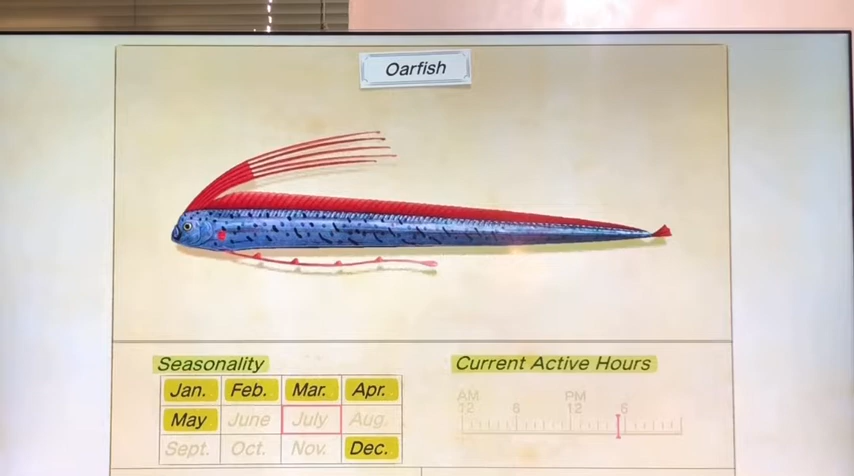 Oarfish
Seasonality
Jan. Feb. Mar. Apr.
May June July Aug.
Sept. Oct. Nov. Dec.
Current Active Hours
AM PM
12 6 12 6